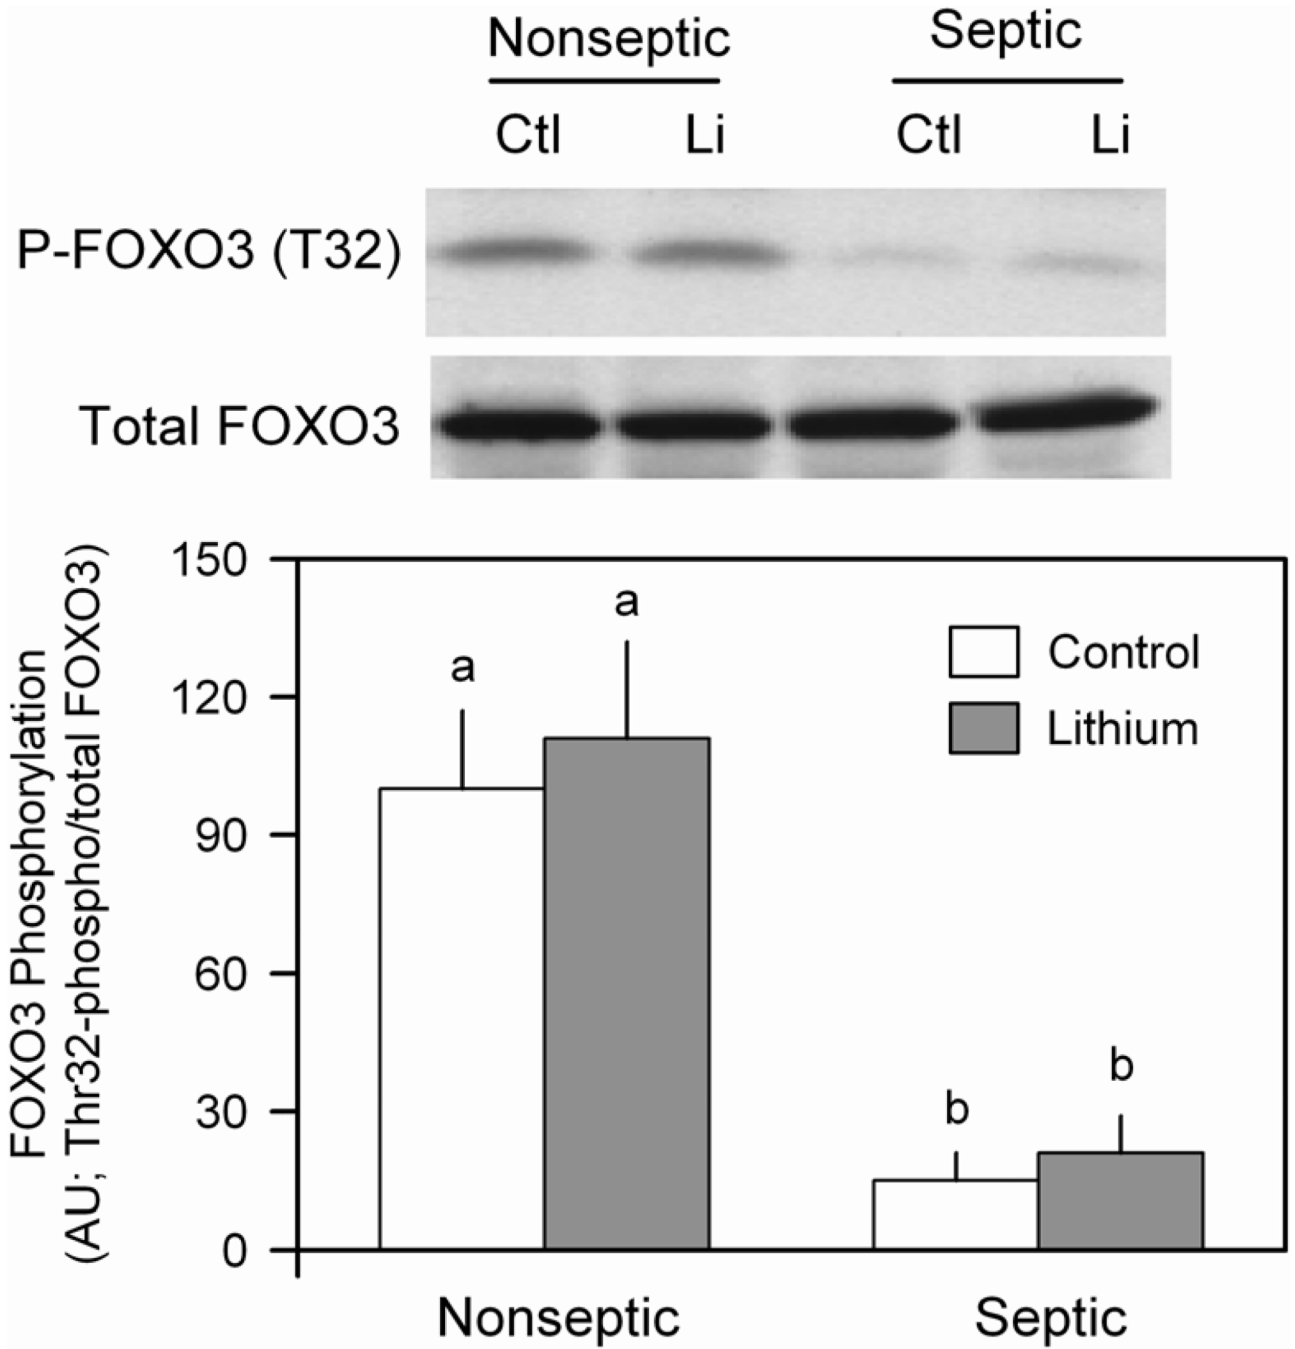 Nonseptic Septic
Ctl Li Ctl Li
P-FOXO3 (T32)
Total FOXO3
FOXO3 Phosphorylation
(AU; Thr32-phospho/total FOXO3)
150
120
90
60
30
0
a
a
b
b
Control
Lithium
Nonseptic Septic